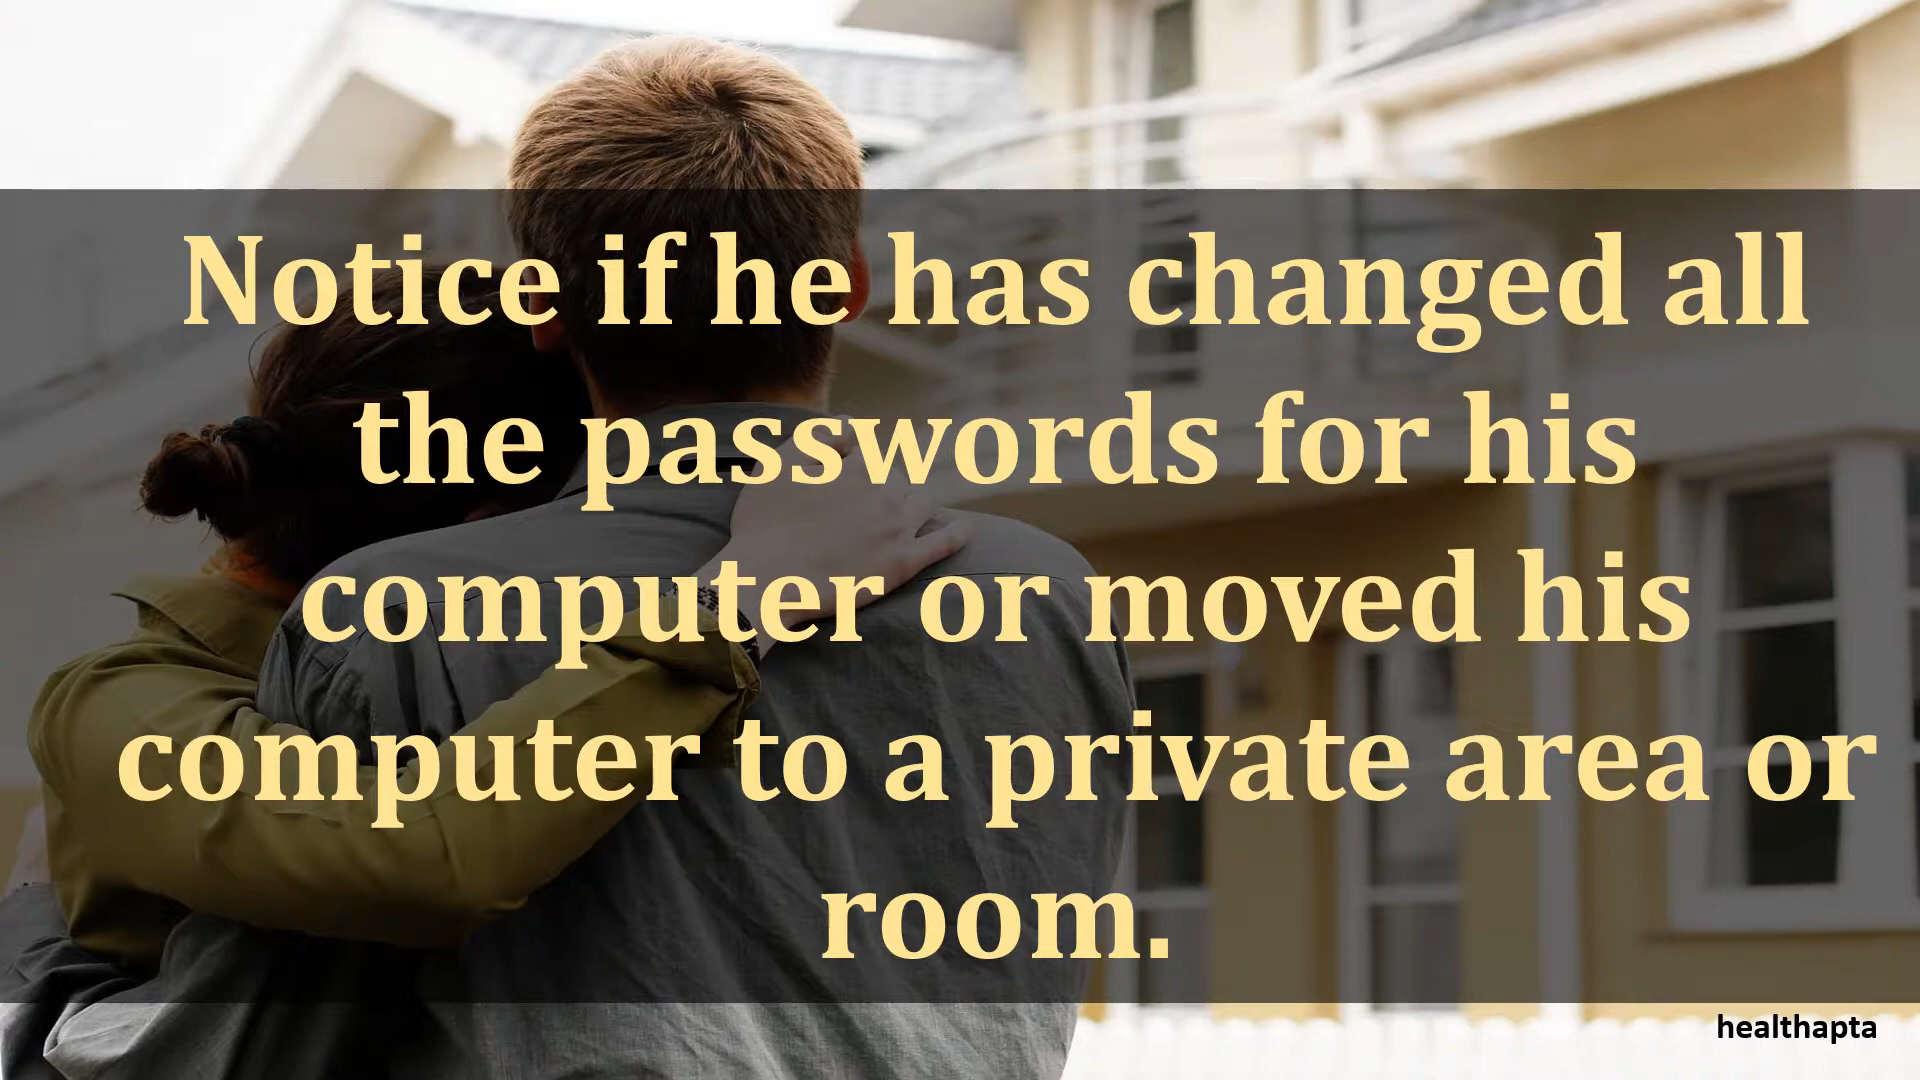 Notice if he has changed all
the passwords for his
computer or moved his
computer to a private area or
room.
healthapta